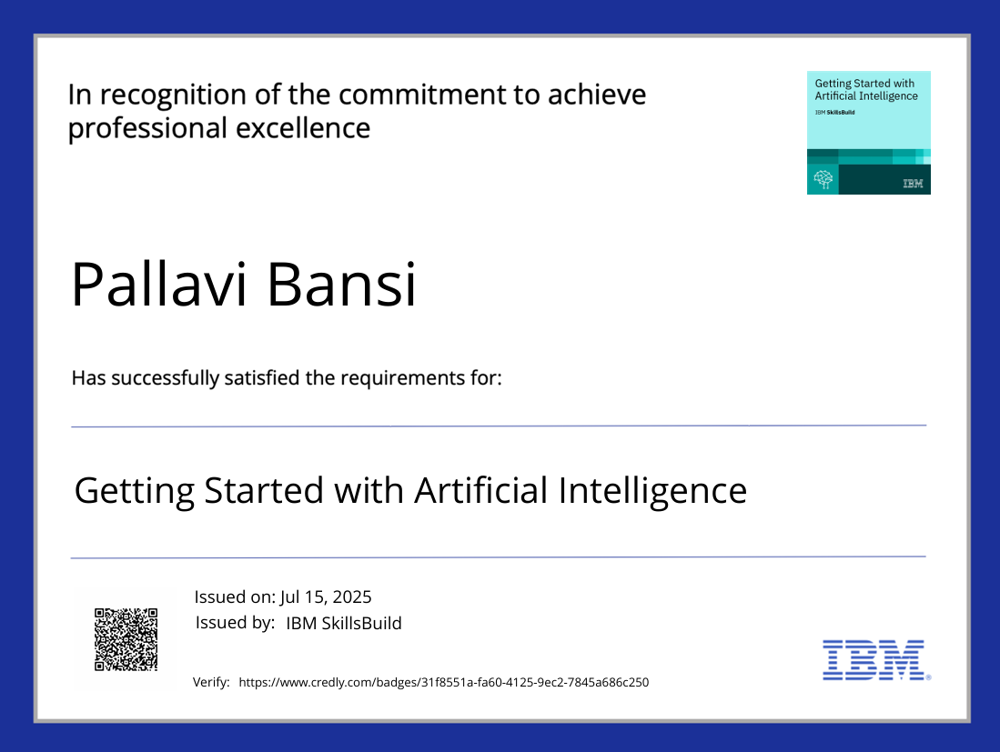 In recognition of the commitment to achieve
professional excellence
Getting Started with
Artificial Intelligence
IBM SkillsBuild
IBM
Pallavi Bansi
Has successfully satisfied the requirements for:
Getting Started with Artificial Intelligence
Issued on: Jul 15, 2025
Issued by: IBM SkillsBuild
Verify: https://www.credly.com/badges/31f8551a-fa60-4125-9ec2-7845a686c250
IBM®